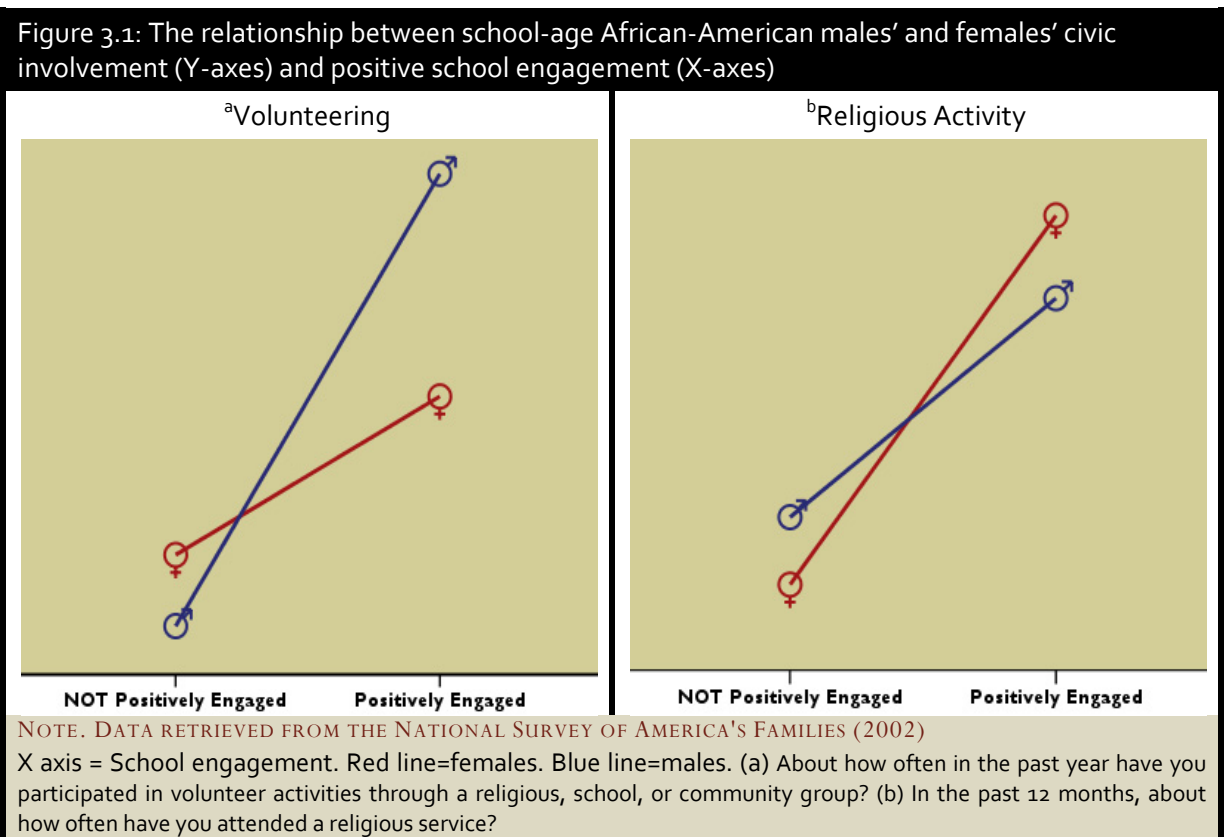 Figure 3.1: The relationship between school-age African-American males’ and females’ civic
involvement (Y-axes) and positive school engagement (X-axes)
aVolunteering
bReligious Activity
NOT Positively Engaged
Positively Engaged
NOT Positively Engaged
Positively Engaged
NOTE. DATA RETRIEVED FROM THE NATIONAL SURVEY OF AMERICA'S FAMILIES (2002)
X axis = School engagement. Red line=females. Blue line=males. (a) About how often in the past year have you
participated in volunteer activities through a religious, school, or community group? (b) In the past 12 months, about
how often have you attended a religious service?